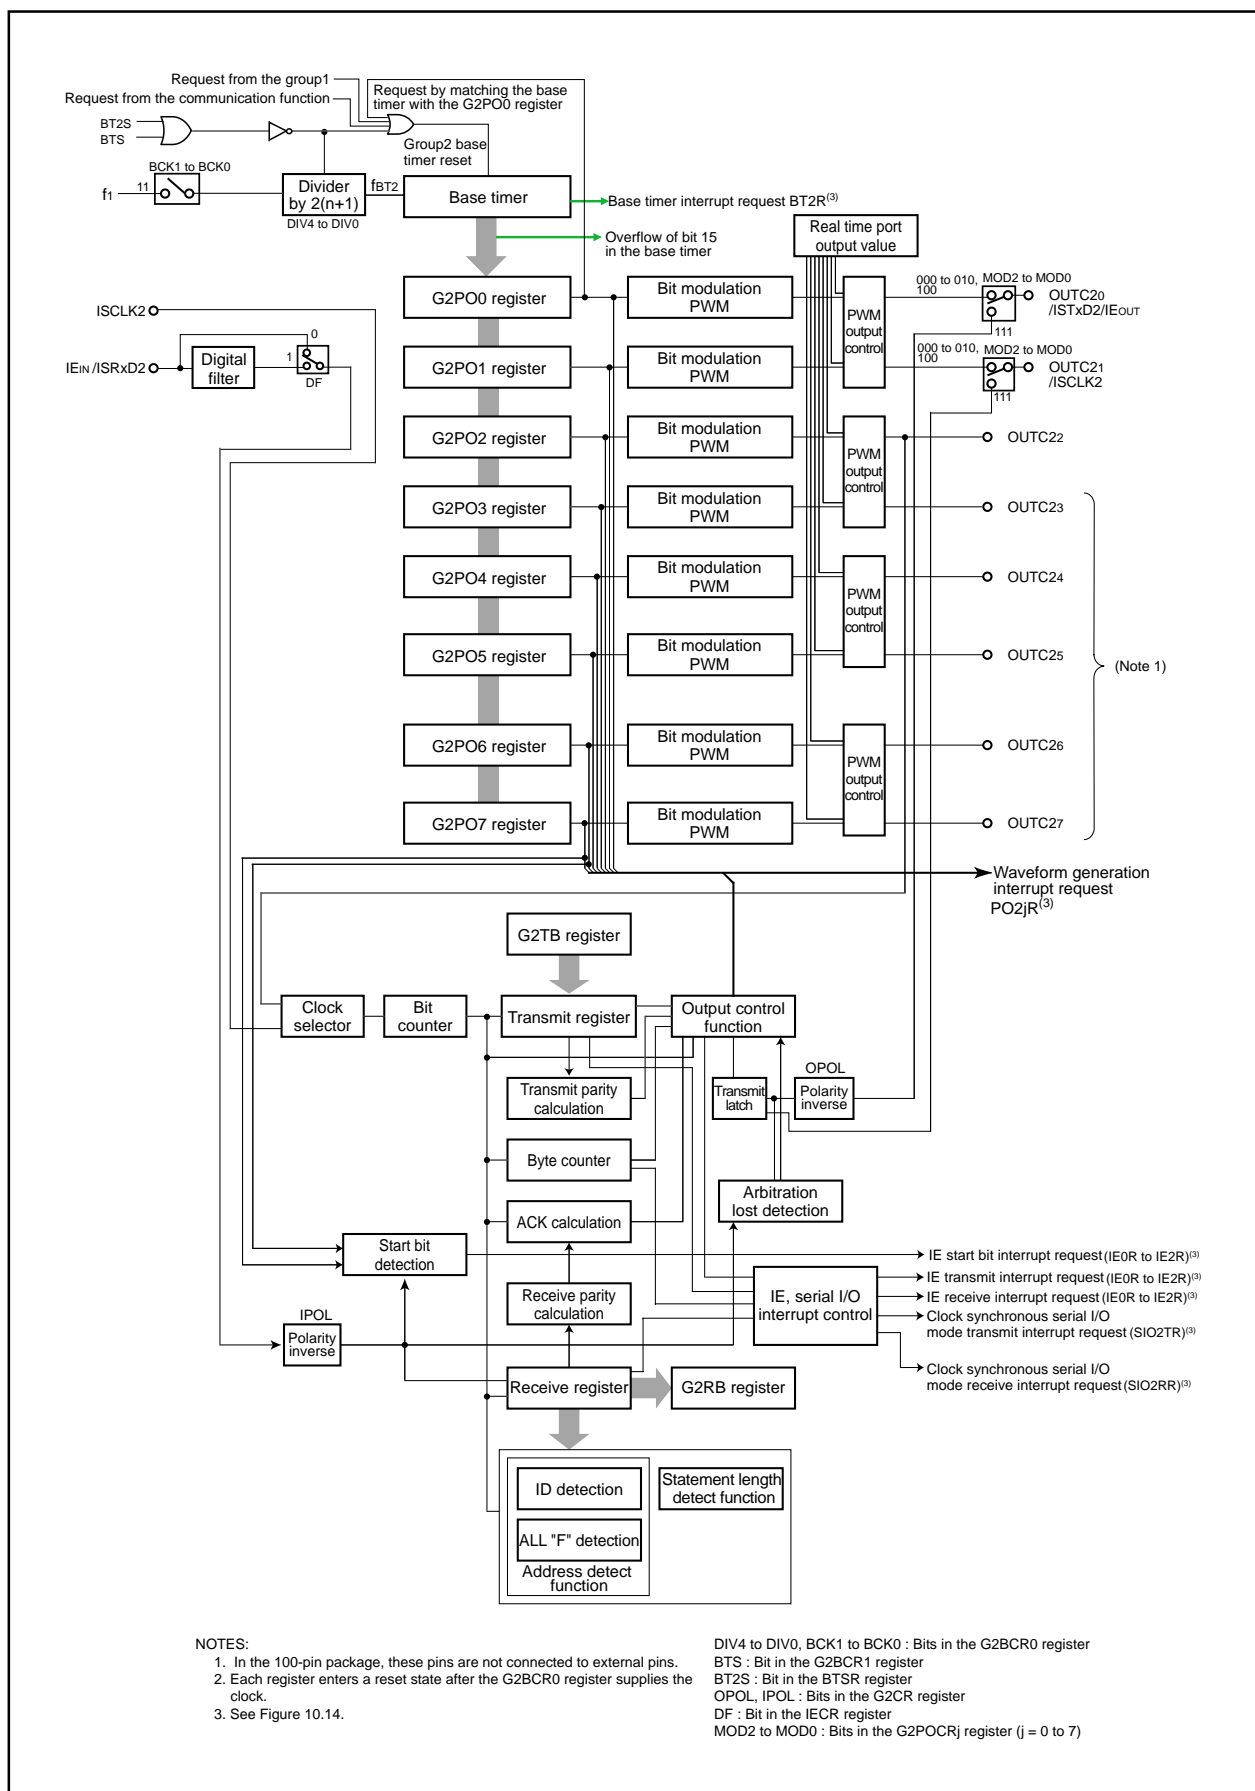 Request from the group1
Request from the communication function
Request by matching the base
timer with the G2PO0 register
BT2S
BTS
Group2 base
timer reset
BCK1 to BCK0
f1
11
Divider
by 2(n+1)
fBT2
DIV4 to DIV0
Base timer
Base timer interrupt request BT2R(3)
Overflow of bit 15
in the base timer
Real time port
output value
ISCLK2
IEIN /ISRxD2
Digital
filter
0
1
DF
G2PO0 register
Bit modulation
PWM
G2PO1 register
Bit modulation
PWM
PWM
output
control
000 to 010,
100
MOD2 to MOD0
111
OUTC20
/ISTxD2/IEOUT
000 to 010,
100
MOD2 to MOD0
111
OUTC21
/ISCLK2
G2PO2 register
Bit modulation
PWM
OUTC22
PWM
output
control
G2PO3 register
Bit modulation
PWM
OUTC23
G2PO4 register
Bit modulation
PWM
OUTC24
PWM
output
control
G2PO5 register
Bit modulation
PWM
OUTC25
(Note 1)
G2PO6 register
Bit modulation
PWM
OUTC26
PWM
output
control
G2PO7 register
Bit modulation
PWM
OUTC27
Waveform generation
interrupt request
PO2jR(3)
G2TB register
Clock
selector
Bit
counter
Transmit register
Output control
function
Transmit parity
calculation
Transmit
latch
OPOL
Polarity
inverse
Byte counter
ACK calculation
Arbitration
lost detection
Start bit
detection
IE start bit interrupt request (IE0R to IE2R)(3)
IE transmit interrupt request (IE0R to IE2R)(3)
IE receive interrupt request (IE0R to IE2R)(3)
Clock synchronous serial I/O
mode transmit interrupt request (SIO2TR)(3)
Clock synchronous serial I/O
mode receive interrupt request (SIO2RR)(3)
IE, serial I/O
interrupt control
Receive parity
calculation
IPOL
Polarity
inverse
Receive register
G2RB register
ID detection
ALL "F" detection
Address detect
function
Statement length
detect function
NOTES:
1. In the 100-pin package, these pins are not connected to external pins.
2. Each register enters a reset state after the G2BCR0 register supplies the
clock.
3. See Figure 10.14.
DIV4 to DIV0, BCK1 to BCK0 : Bits in the G2BCR0 register
BTS : Bit in the G2BCR1 register
BT2S : Bit in the BTSR register
OPOL, IPOL : Bits in the G2CR register
DF : Bit in the IECR register
MOD2 to MOD0 : Bits in the G2POCRj register (j = 0 to 7)